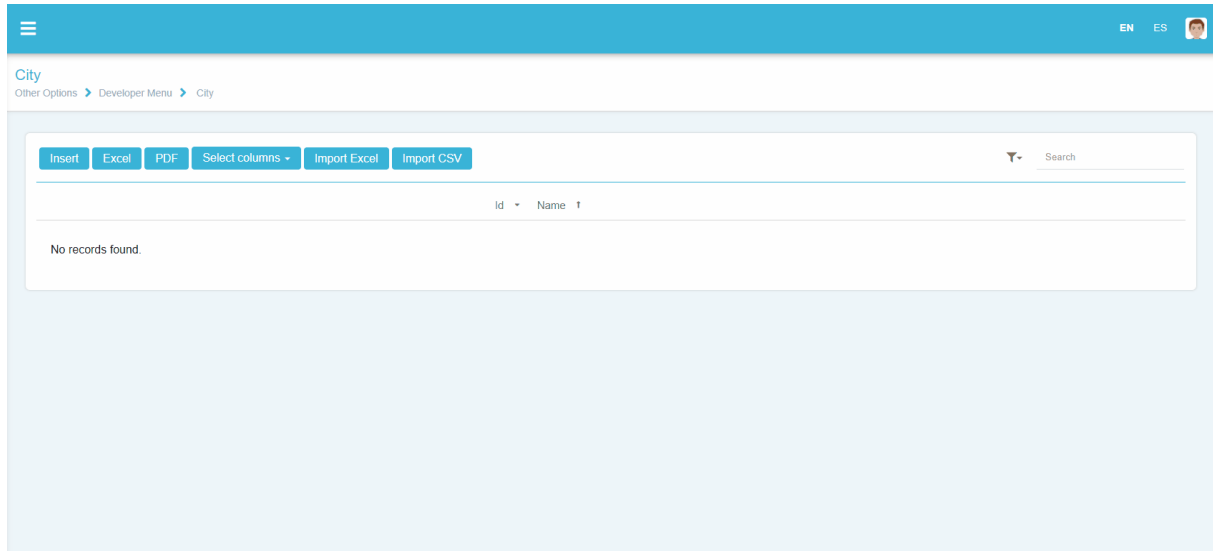 EN ES
City
Other Options Developer Menu City
Insert Excel PDF Select columns Import Excel Import CSV Search
Id Name
No records found.